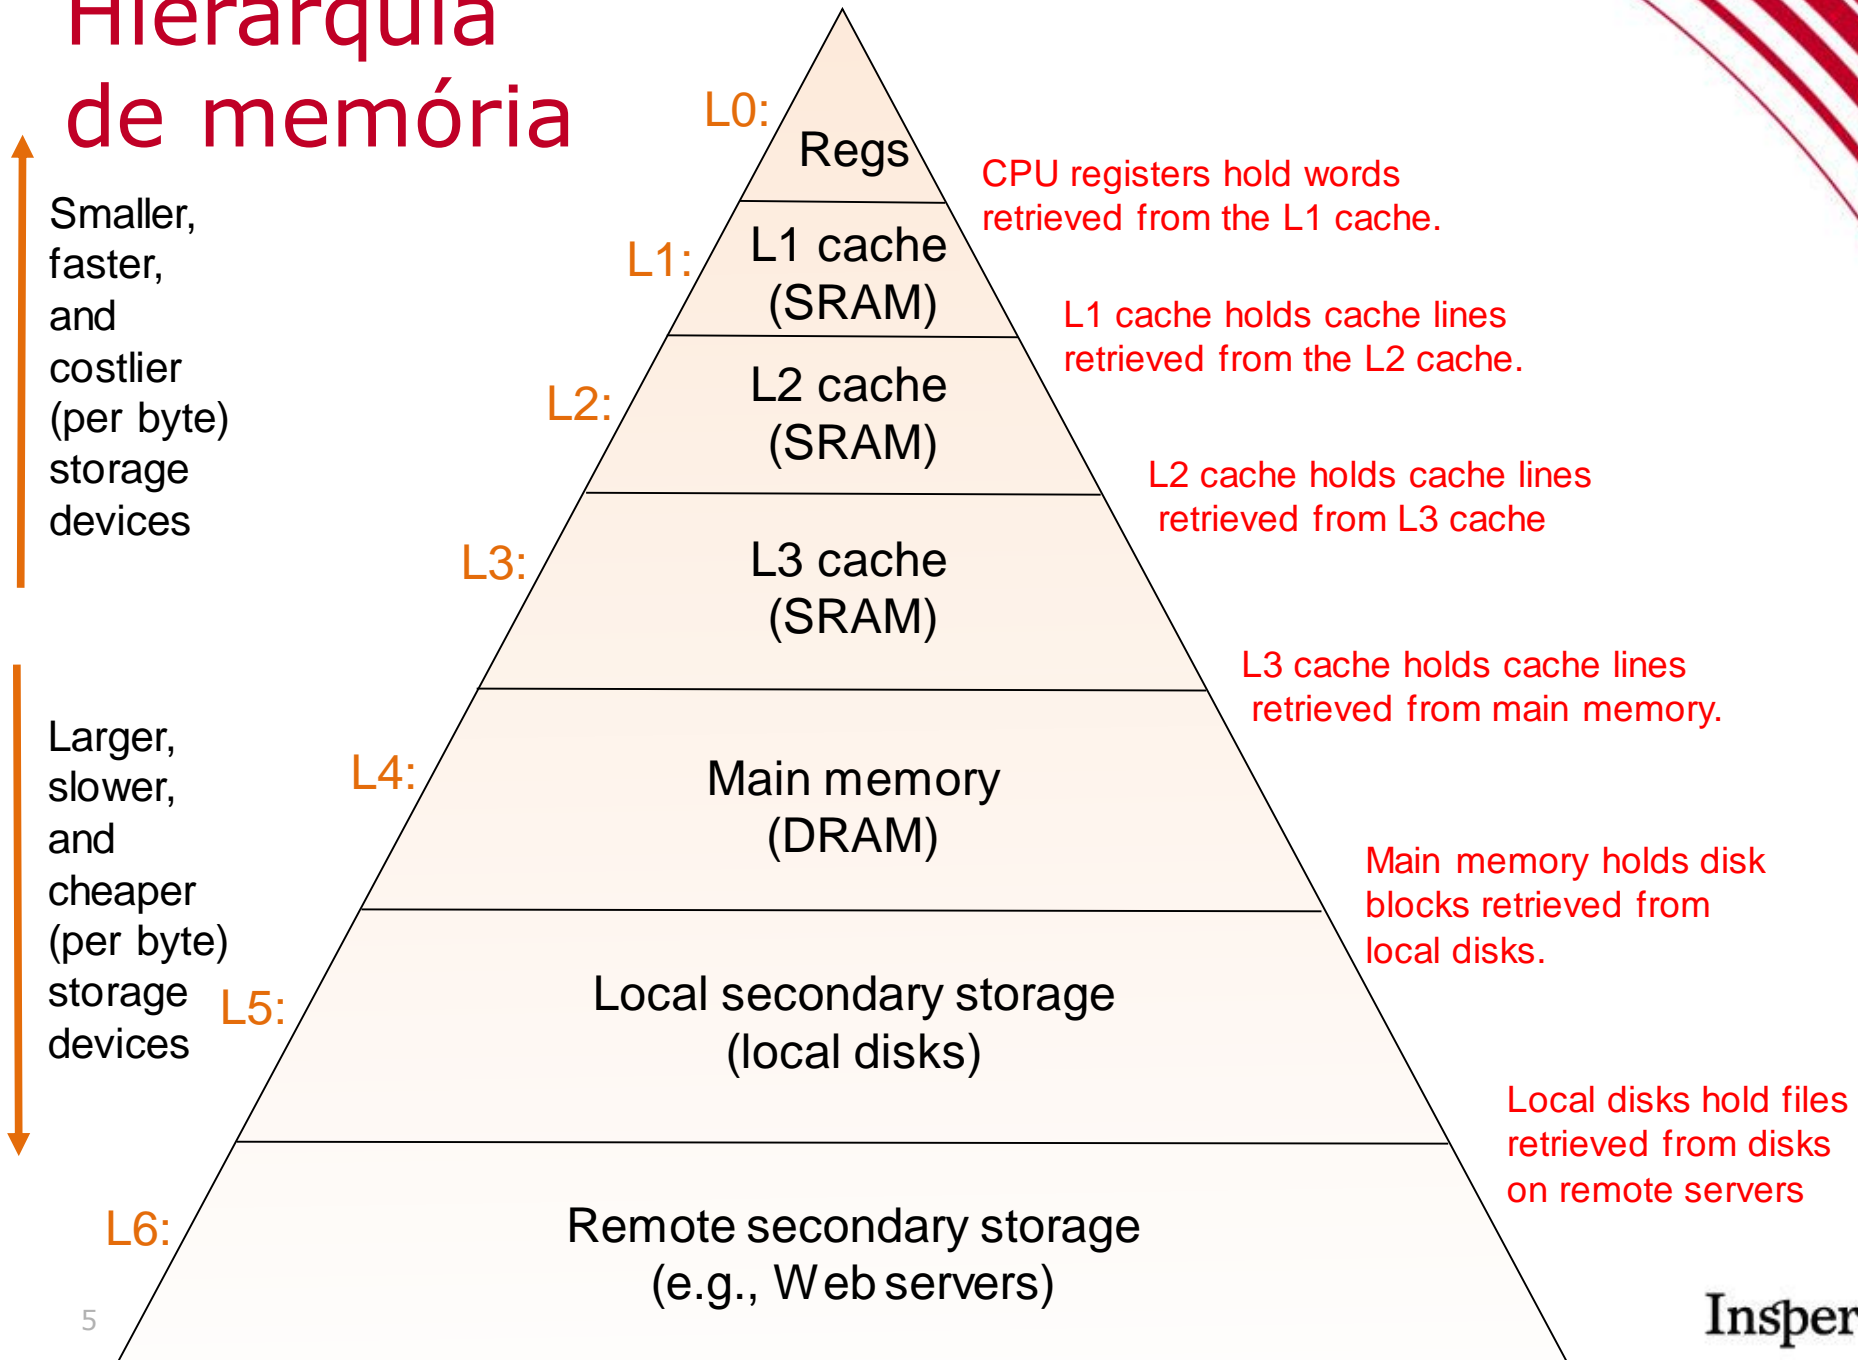 Hierarquia
de memória
L0:
Regs
CPU registers hold words
retrieved from the L1 cache.
Smaller,
faster,
and
costlier
(per byte)
storage
devices
L1:
L1 cache
(SRAM)
L1 cache holds cache lines
retrieved from the L2 cache.
L2:
L2 cache
(SRAM)
L2 cache holds cache lines
retrieved from L3 cache
L3:
L3 cache
(SRAM)
L3 cache holds cache lines
retrieved from main memory.
Larger,
slower,
and
cheaper
(per byte)
storage
devices
L4:
Main memory
(DRAM)
Main memory holds disk
blocks retrieved from
local disks.
L5:
Local secondary storage
(local disks)
Local disks hold files
retrieved from disks
on remote servers
L6:
Remote secondary storage
(e.g., Web servers)
5
Insper